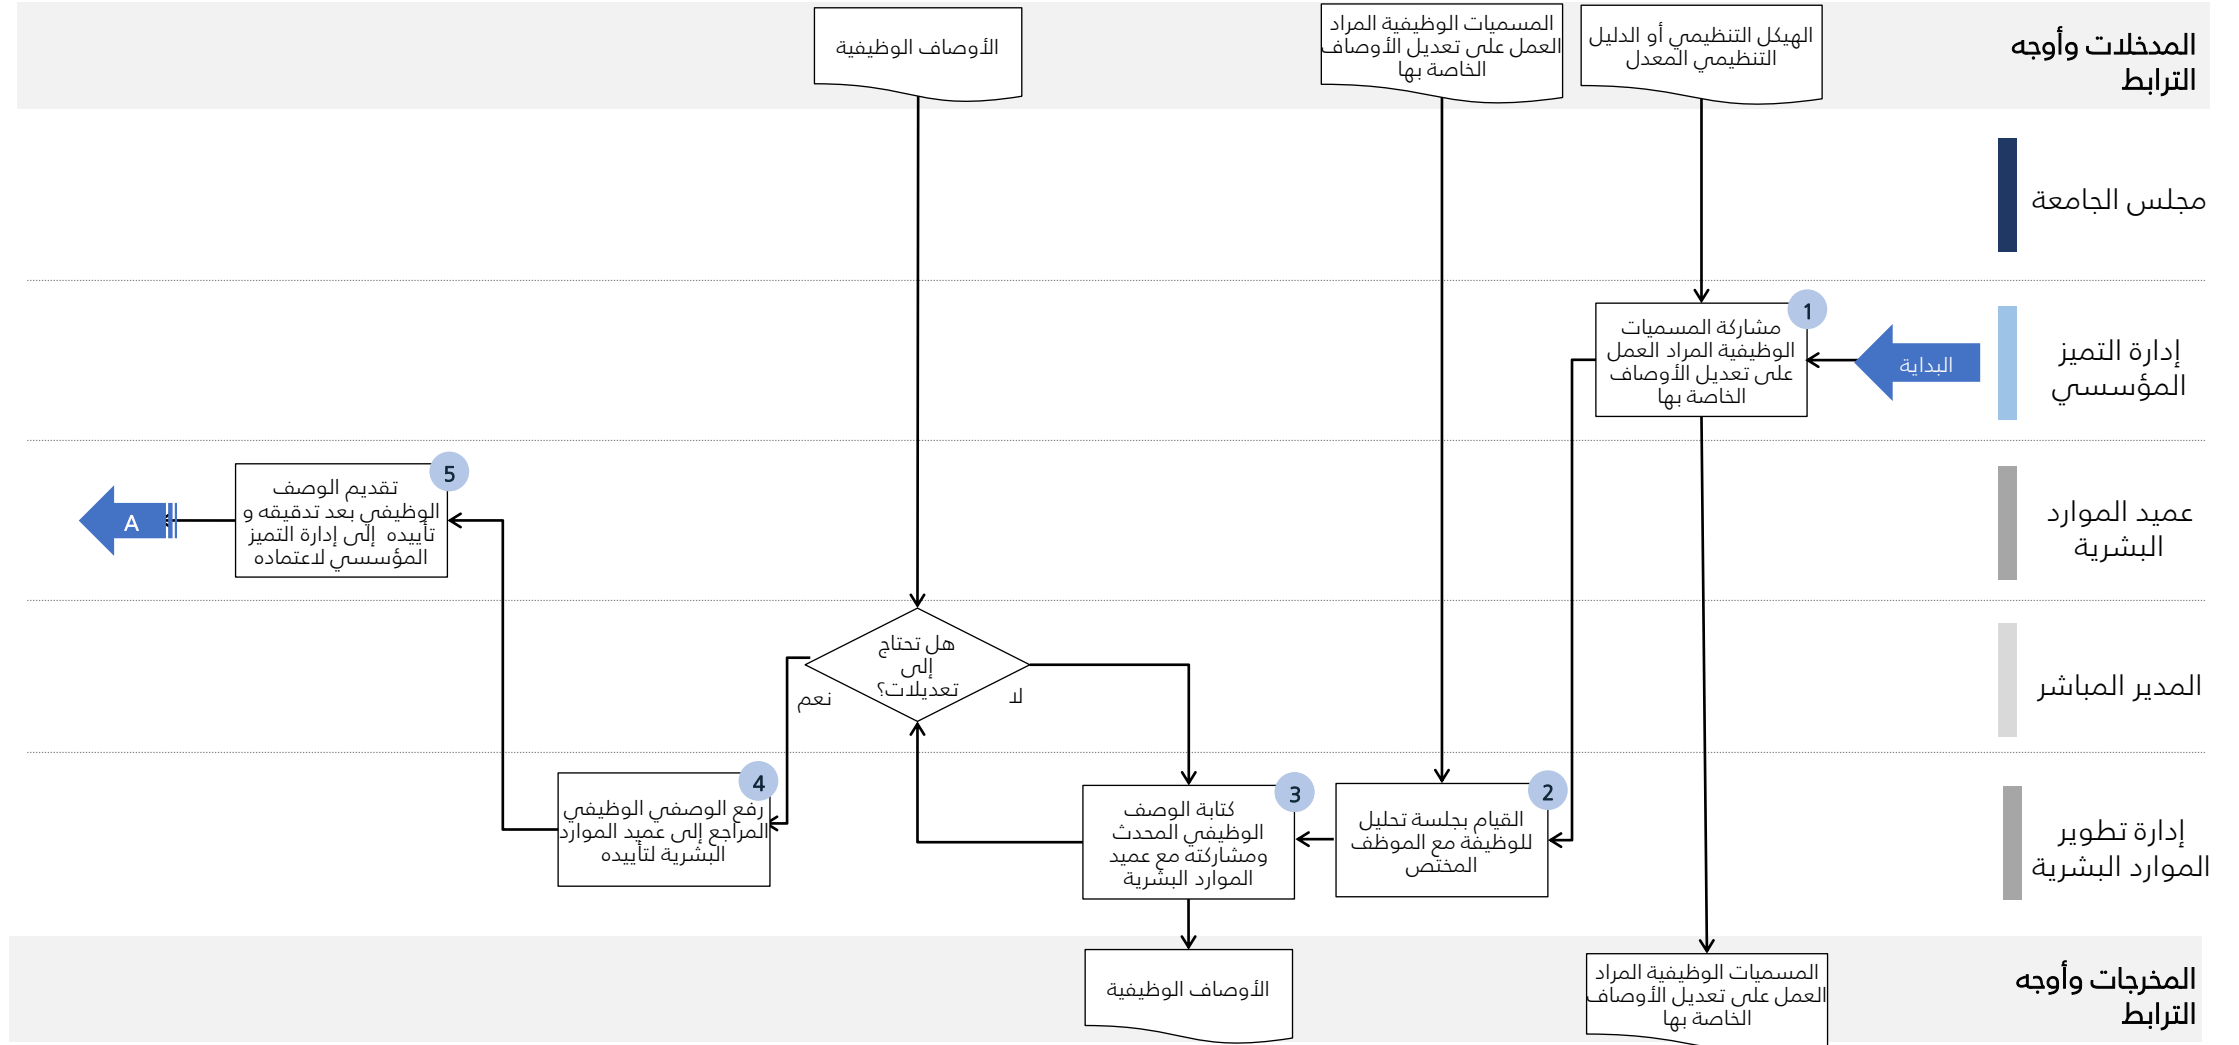 المدخلات وأوجه
الترابط
الهيكل التنظيمي أو الدليل
التنظيمي المعدل
المسميات الوظيفية المراد
العمل على تعديل الأوصاف
الخاصة بها
الأوصاف الوظيفية
مجلس الجامعة
إدارة التميز
المؤسسي
البداية
1
مشاركة المسميات
الوظيفية المراد العمل
على تعديل الأوصاف
الخاصة بها
عميد الموارد
البشرية
5
تقديم الوصف
الوظيفي بعد تدقيقه و
تأييده إلى إدارة التميز
المؤسسي لاعتماده
A
المدير المباشر
هل تحتاج
إلى
تعديلات؟
لا
نعم
إدارة تطوير
الموارد البشرية
2
القيام بجلسة تحليل
للوظيفة مع الموظف
المختص
3
كتابة الوصف
الوظيفي المحدث
ومشاركته مع عميد
الموارد البشرية
4
رفع الوصفي الوظيفي
المراجع إلى عميد الموارد
البشرية لتأييده
المخرجات وأوجه
الترابط
المسميات الوظيفية المراد
العمل على تعديل الأوصاف
الخاصة بها
الأوصاف الوظيفية